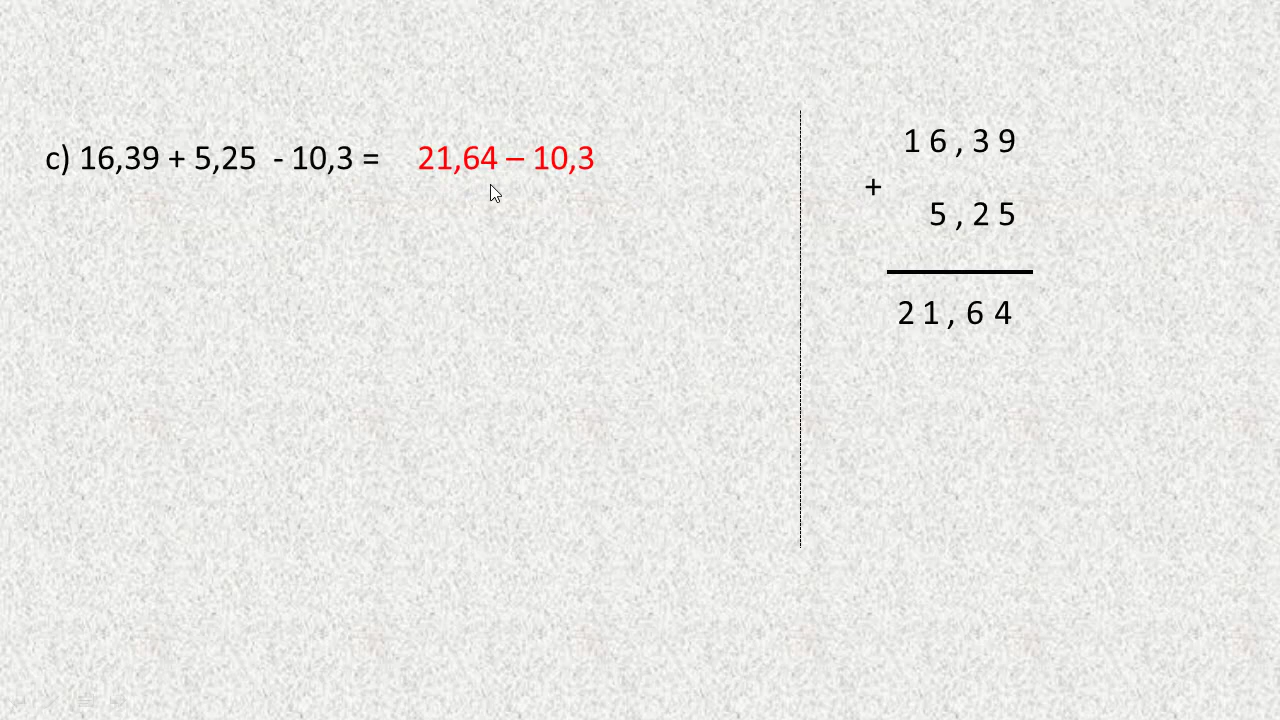 c) 16,39 + 5,25 - 10,3 = 21,64 – 10,3
1 6 , 3 9
+
5 , 2 5
2 1 , 6 4